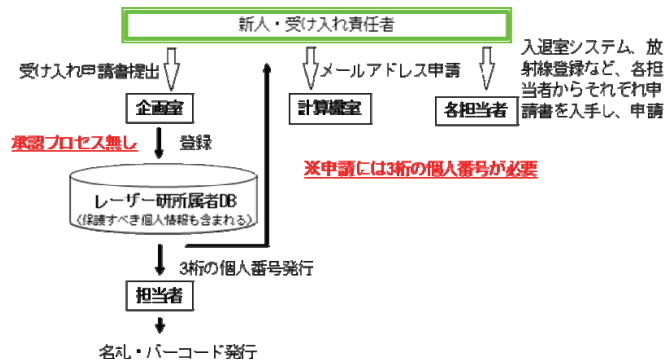 新人・受け入れ責任者
受け入れ申請書提出
メールアドレス申請
入退室システム、放
射線登録など、各担
当者からそれぞれ申
請書を入手し、申請
企画室
計算機室
各担当者
承認プロセス無し
登録
※申請には3桁の個人番号が必要
レーザー研所属者DB
(保護すべき個人情報も含まれる)
3桁の個人番号発行
担当者
名札・バーコード発行